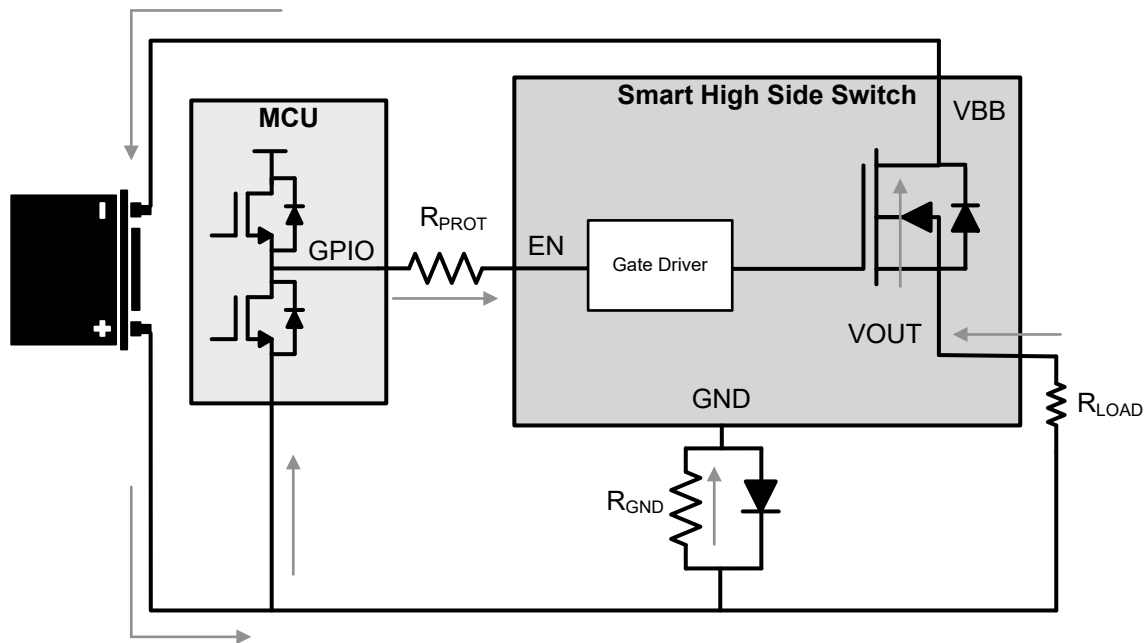 Smart High Side Switch
MCU
VBB
-
RPROT
GPIO
EN
Gate Driver
+
VOUT
GND
RLOAD
RGND